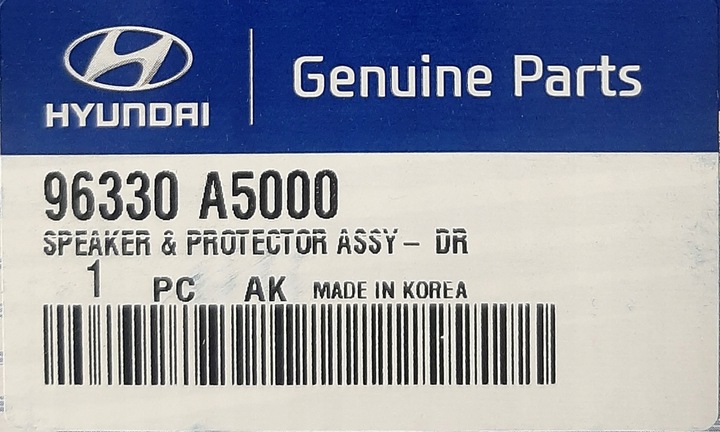 HYUNDAI
Genuine Parts
96330 A5000
SPEAKER & PROTECTOR ASSY - DR
1 PC AK MADE IN KOREA